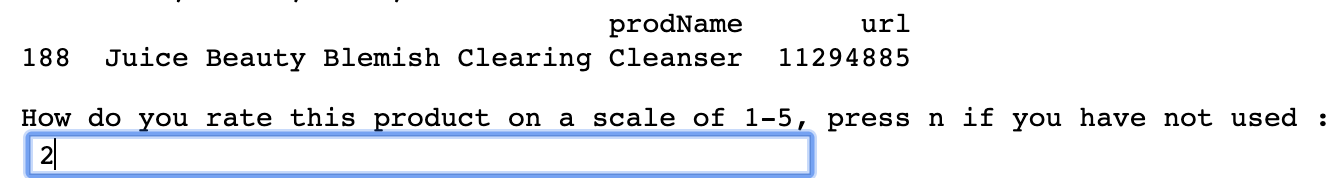 prodName url
188 Juice Beauty Blemish Clearing Cleanser 11294885
How do you rate this product on a scale of 1-5, press n if you have not used :
2